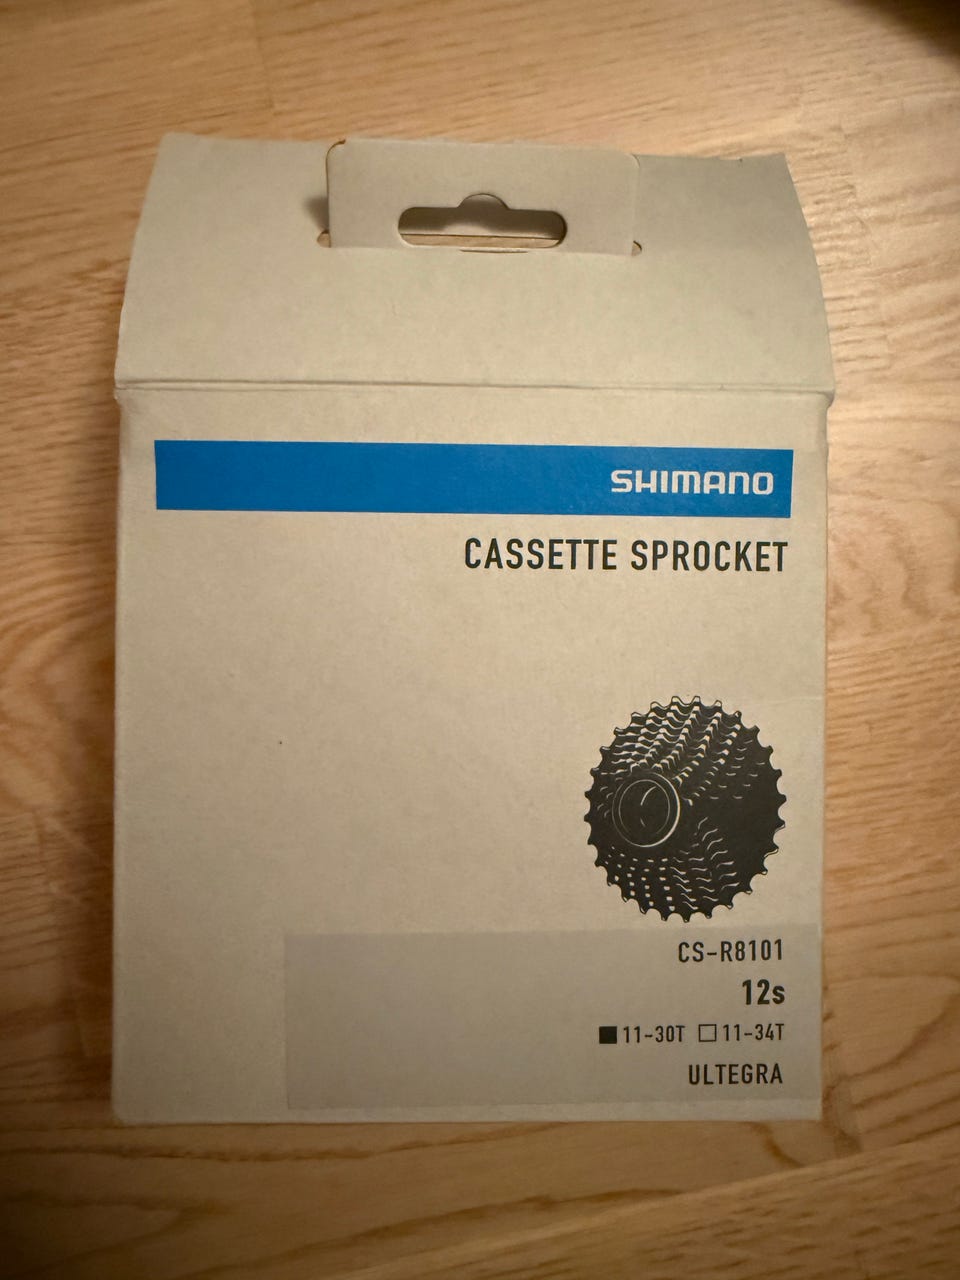 SHIMANO
CASSETTE SPROCKET
CS-R8101
12s
■ 11-30T □ 11-34T
ULTEGRA